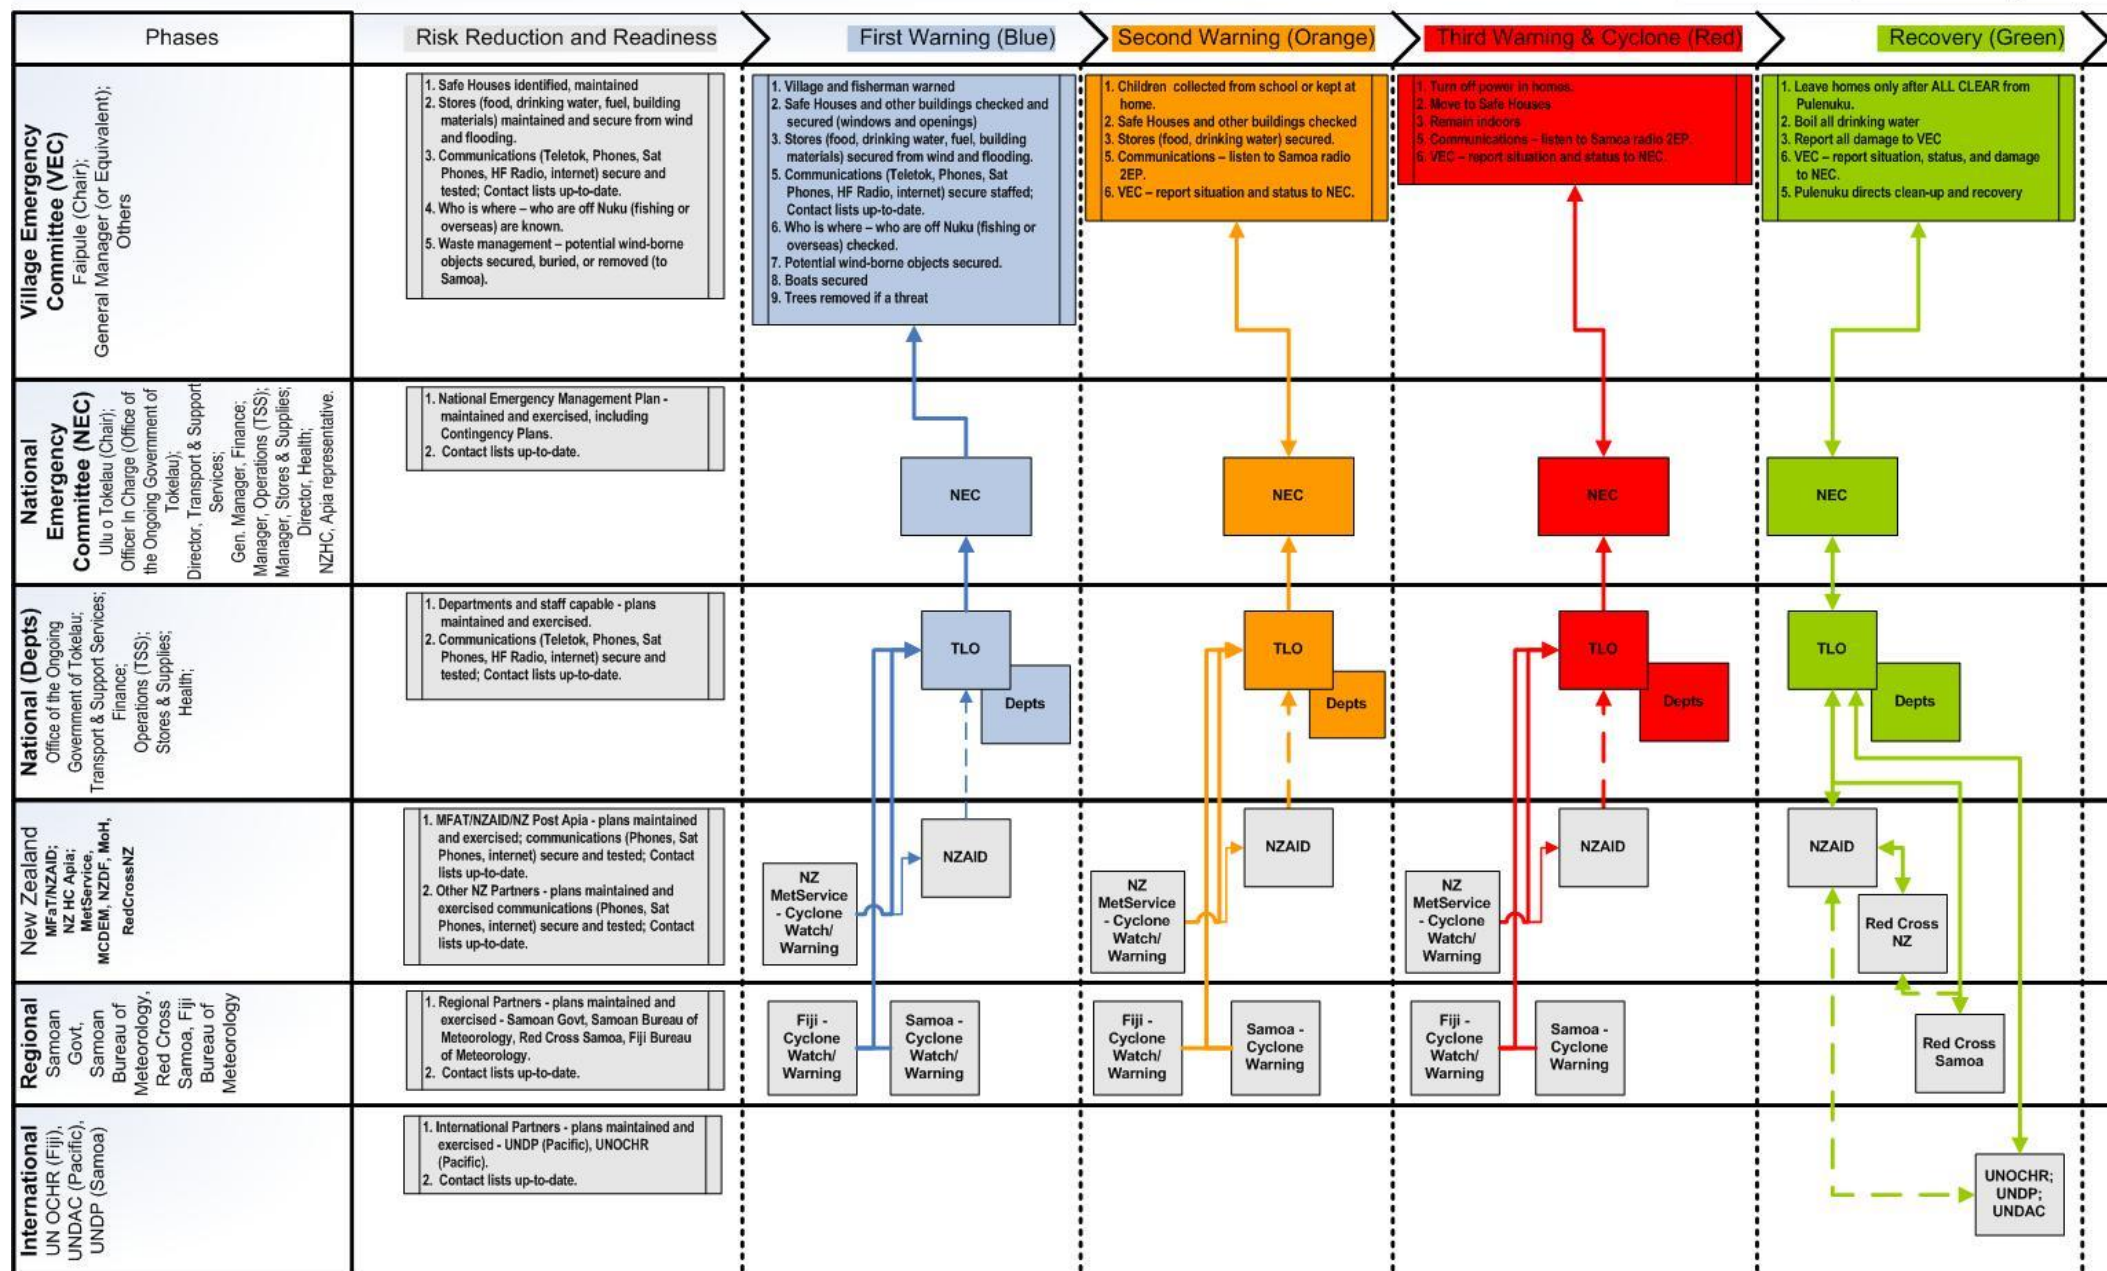 Phases
Risk Reduction and Readiness
First Warning (Blue)
Second Warning (Orange)
Third Warning & Cyclone (Red)
Recovery (Green)
Village Emergency
Committee (VEC)
Faipule (Chair);
General Manager (or Equivalent);
Others
1. Safe Houses identified, maintained
2. Stores (food, drinking water, fuel, building
materials) maintained and secure from wind
and flooding.
3. Communications (Teletok, Phones, Sat
Phones, HF Radio, internet) secure and
tested; Contact lists up-to-date.
4. Who is where – who are off Nuku (fishing or
overseas) are known.
5. Waste management – potential wind-borne
objects secured, buried, or removed (to
Samoa).
1. Village and fisherman warned
2. Safe Houses and other buildings checked and
secured (windows and openings)
3. Stores (food, drinking water, fuel, building
materials) secured from wind and flooding.
5. Communications (Teletok, Phones, Sat
Phones, HF Radio, internet) secure staffed;
Contact lists up-to-date.
6. Who is where – who are off Nuku (fishing or
overseas) checked.
7. Potential wind-borne objects secured.
8. Boats secured
9. Trees removed if a threat
1. Children collected from school or kept at
home.
2. Safe Houses and other buildings checked
3. Stores (food, drinking water) secured.
5. Communications – listen to Samoa radio
2EP.
6. VEC – report situation and status to NEC.
1. Turn off power in homes.
2. Move to Safe Houses
3. Remain indoors
5. Communications – listen to Samoa radio 2EP.
6. VEC – report situation and status to NEC.
1. Leave homes only after ALL CLEAR from
Pulenuku.
2. Boil all drinking water
3. Report all damage to VEC
6. VEC – report situation, status, and damage
to NEC.
5. Pulenuku directs clean-up and recovery
National
Emergency
Committee (NEC)
Ulu o Tokelau (Chair);
Officer In Charge (Office of
the Ongoing Government of
Tokelau);
Director, Transport & Support
Services;
Gen. Manager, Finance;
Manager, Operations (TSS);
Manager, Stores & Supplies;
Director, Health;
NZHC, Apia representative.
1. National Emergency Management Plan -
maintained and exercised, including
Contingency Plans.
2. Contact lists up-to-date.
NEC
NEC
NEC
NEC
National (Depts)
Office of the Ongoing
Government of Tokelau;
Transport & Support Services;
Finance;
Operations (TSS);
Stores & Supplies;
Health;
1. Departments and staff capable - plans
maintained and exercised.
2. Communications (Teletok, Phones, Sat
Phones, HF Radio, internet) secure and
tested; Contact lists up-to-date.
TLO
Depts
TLO
Depts
TLO
Depts
TLO
Depts
New Zealand
MFaT/NZAID;
NZ HC Apia;
MetService,
MCDEM, NZDF, MoH,
RedCrossNZ
1. MFAT/NZAID/NZ Post Apia - plans maintained
and exercised; communications (Phones, Sat
Phones, internet) secure and tested; Contact
lists up-to-date.
2. Other NZ Partners - plans maintained and
exercised communications (Phones, Sat
Phones, internet) secure and tested; Contact
lists up-to-date.
NZ
MetService
- Cyclone
Watch/
Warning
NZAID
NZ
MetService
- Cyclone
Watch/
Warning
NZAID
NZ
MetService
- Cyclone
Watch/
Warning
NZAID
NZAID
Red Cross
NZ
Regional
Samoan
Govt,
Samoan
Bureau of
Meteorology,
Red Cross
Samoa, Fiji
Bureau of
Meteorology
1. Regional Partners - plans maintained and
exercised - Samoan Govt, Samoan Bureau of
Meteorology, Red Cross Samoa, Fiji Bureau
of Meteorology.
2. Contact lists up-to-date.
Fiji -
Cyclone
Watch/
Warning
Samoa -
Cyclone
Watch/
Warning
Fiji -
Cyclone
Watch/
Warning
Samoa -
Cyclone
Warning
Fiji -
Cyclone
Watch/
Warning
Samoa -
Cyclone
Watch/
Warning
Red Cross
Samoa
International
UN OCHR (Fiji),
UNDAC (Pacific),
UNDP (Samoa)
1. International Partners - plans maintained and
exercised - UNDP (Pacific), UNOCHR
(Pacific).
2. Contact lists up-to-date.
UNOCHR;
UNDP;
UNDAC